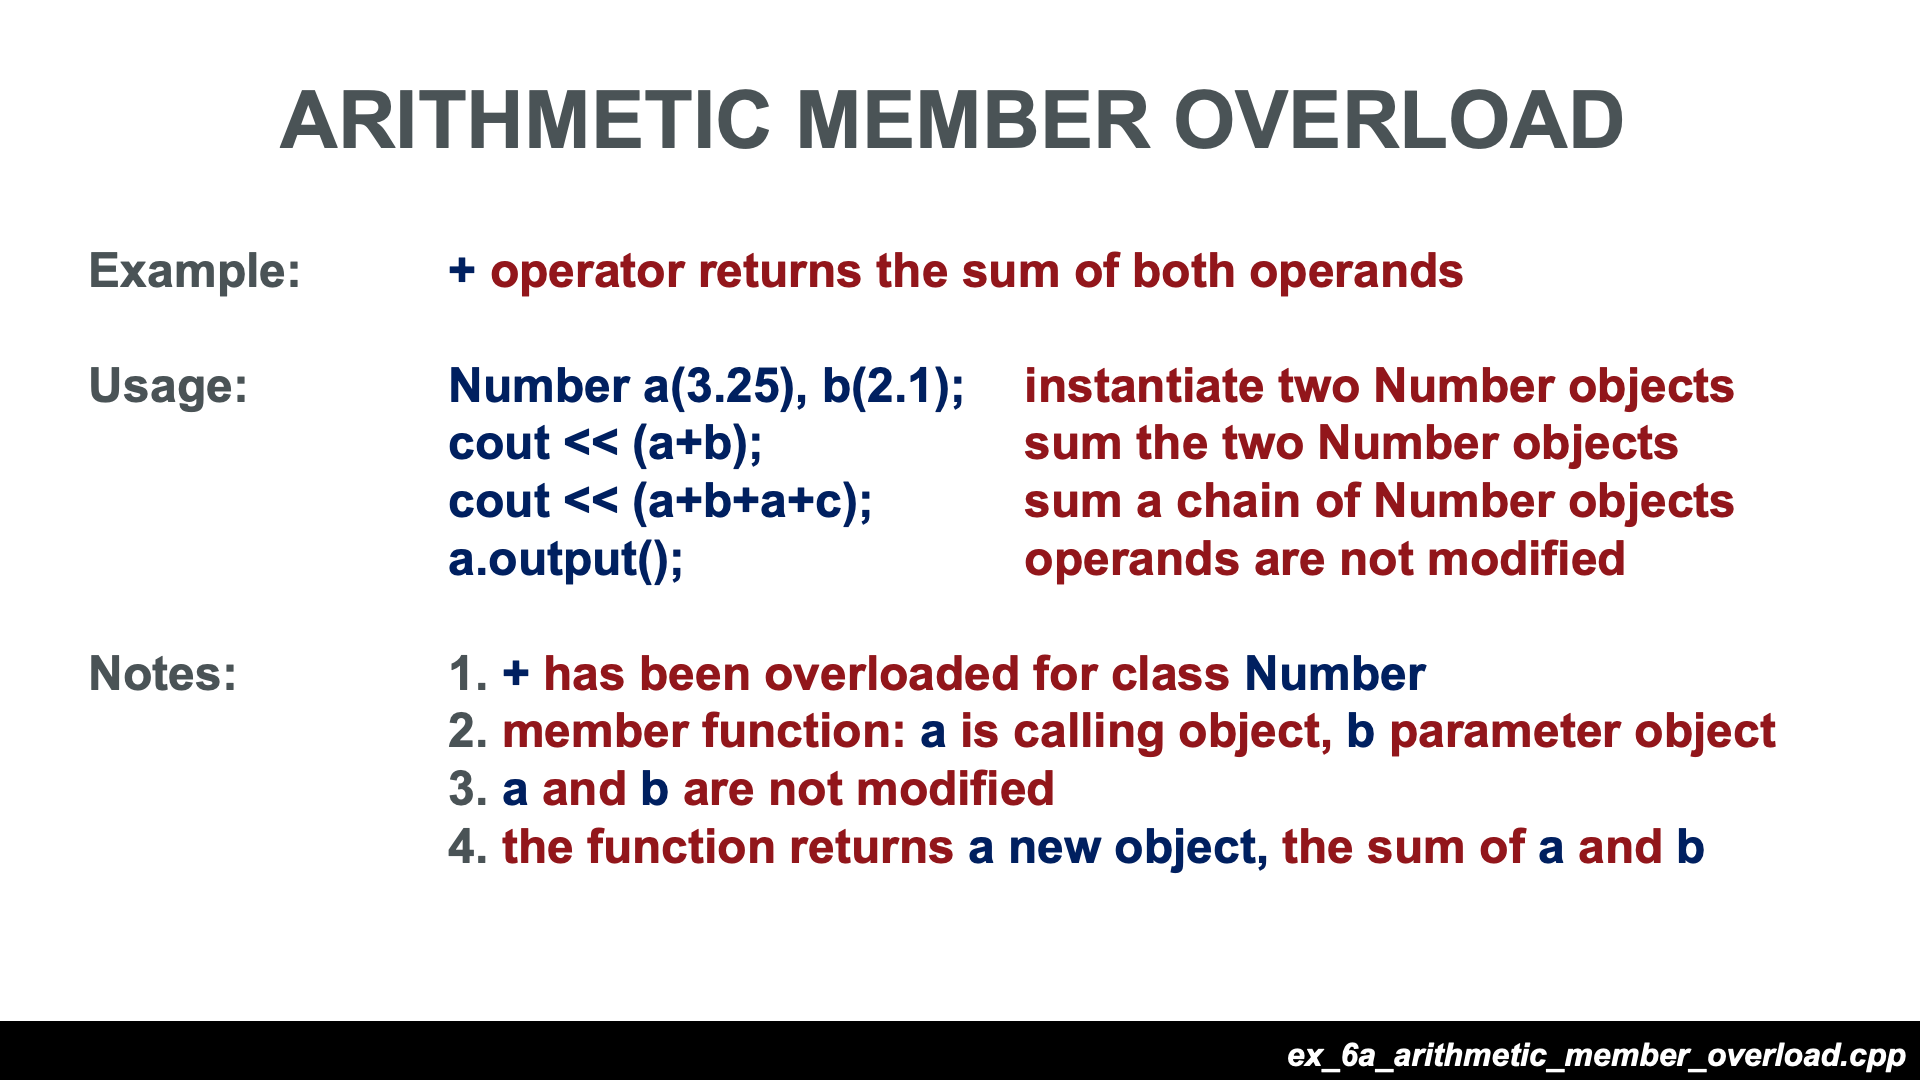 ARITHMETIC MEMBER OVERLOAD
Example: + operator returns the sum of both operands
Usage: Number a(3.25), b(2.1); instantiate two Number objects
cout << (a+b); sum the two Number objects
cout << (a+b+a+c); sum a chain of Number objects
a.output(); operands are not modified
Notes: 1. + has been overloaded for class Number
2. member function: a is calling object, b parameter object
3. a and b are not modified
4. the function returns a new object, the sum of a and b
ex_6a_arithmetic_member_overload.cpp